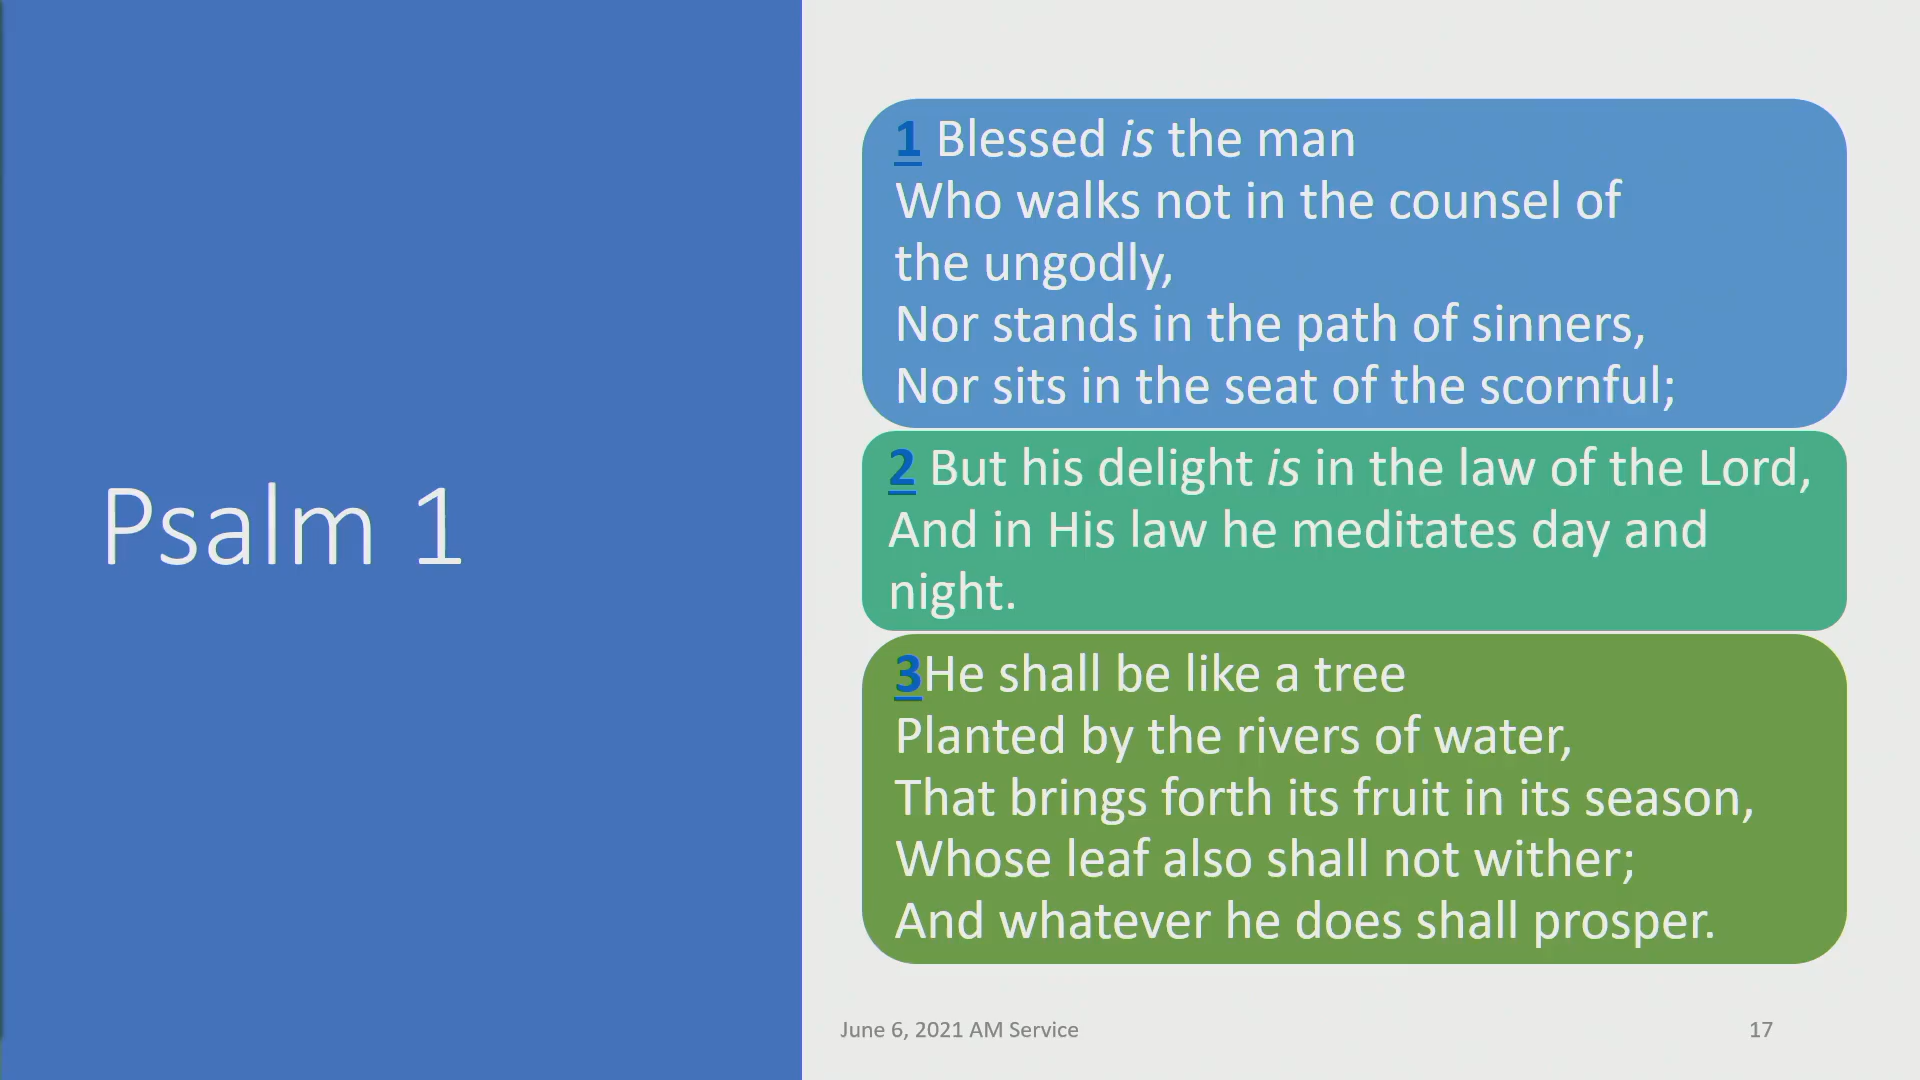 Psalm 1
1 Blessed is the man
Who walks not in the counsel of
the ungodly,
Nor stands in the path of sinners,
Nor sits in the seat of the scornful;
2 But his delight is in the law of the Lord,
And in His law he meditates day and
night.
3He shall be like a tree
Planted by the rivers of water,
That brings forth its fruit in its season,
Whose leaf also shall not wither;
And whatever he does shall prosper.
June 6, 2021 AM Service
17